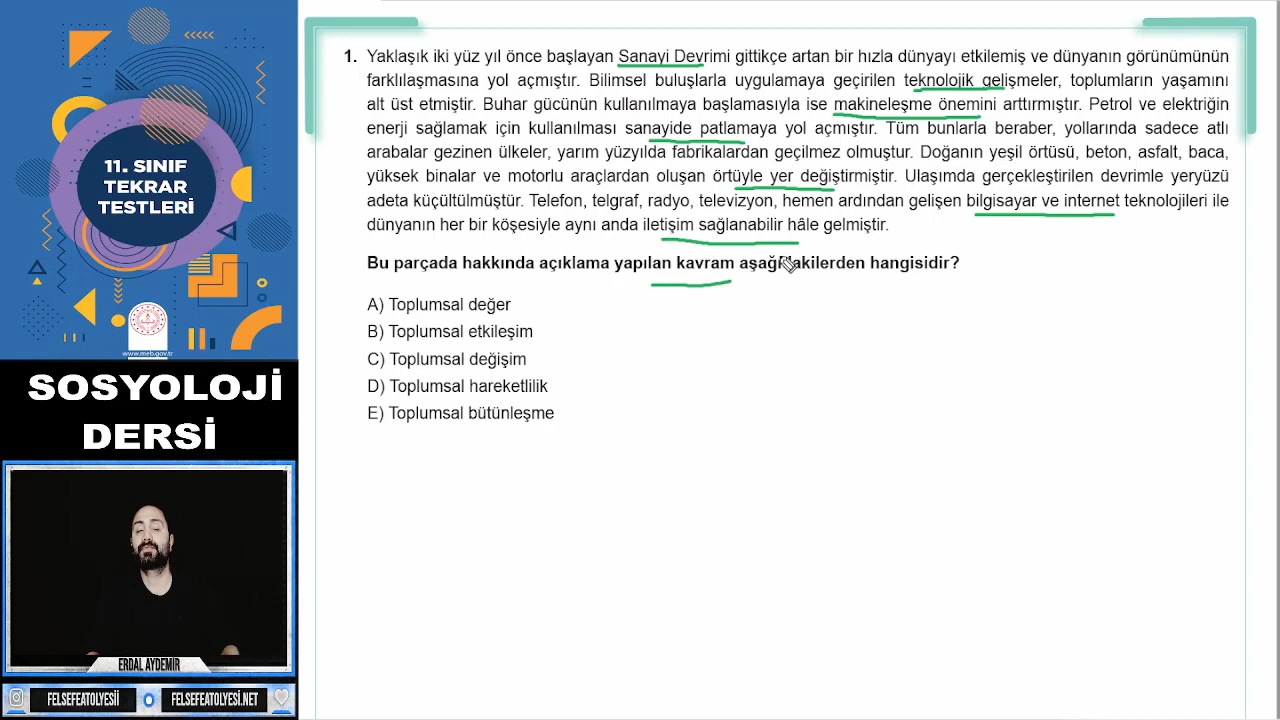 11. SINIF
TEKRAR
TESTLERİ
www.meb.gov.tr
SOSYOLOJİ
DERSİ
ERDAL AYDEMİR
FELSEFEATOLYESİİ
FELSEFEATOLYESİ.NET
1. Yaklaşık iki yüz yıl önce başlayan Sanayi Devrimi gittikçe artan bir hızla dünyayı etkilemiş ve dünyanın görünümünün
farklılaşmasına yol açmıştır. Bilimsel buluşlarla uygulamaya geçirilen teknolojik gelişmeler, toplumların yaşamını
alt üst etmiştir. Buhar gücünün kullanılmaya başlamasıyla ise makineleşme önemini arttırmıştır. Petrol ve elektriğin
enerji sağlamak için kullanılması sanayide patlamaya yol açmıştır. Tüm bunlarla beraber, yollarında sadece atlı
arabalar gezinen ülkeler, yarım yüzyılda fabrikalardan geçilmez olmuştur. Doğanın yeşil örtüsü, beton, asfalt, baca,
yüksek binalar ve motorlu araçlardan oluşan örtüyle yer değiştirmiştir. Ulaşımda gerçekleştirilen devrimle yeryüzü
adeta küçültülmüştür. Telefon, telgraf, radyo, televizyon, hemen ardından gelişen bilgisayar ve internet teknolojileri ile
dünyanın her bir köşesiyle aynı anda iletişim sağlanabilir hâle gelmiştir.
Bu parçada hakkında açıklama yapılan kavram aşağıdakilerden hangisidir?
A) Toplumsal değer
B) Toplumsal etkileşim
C) Toplumsal değişim
D) Toplumsal hareketlilik
E) Toplumsal bütünleşme